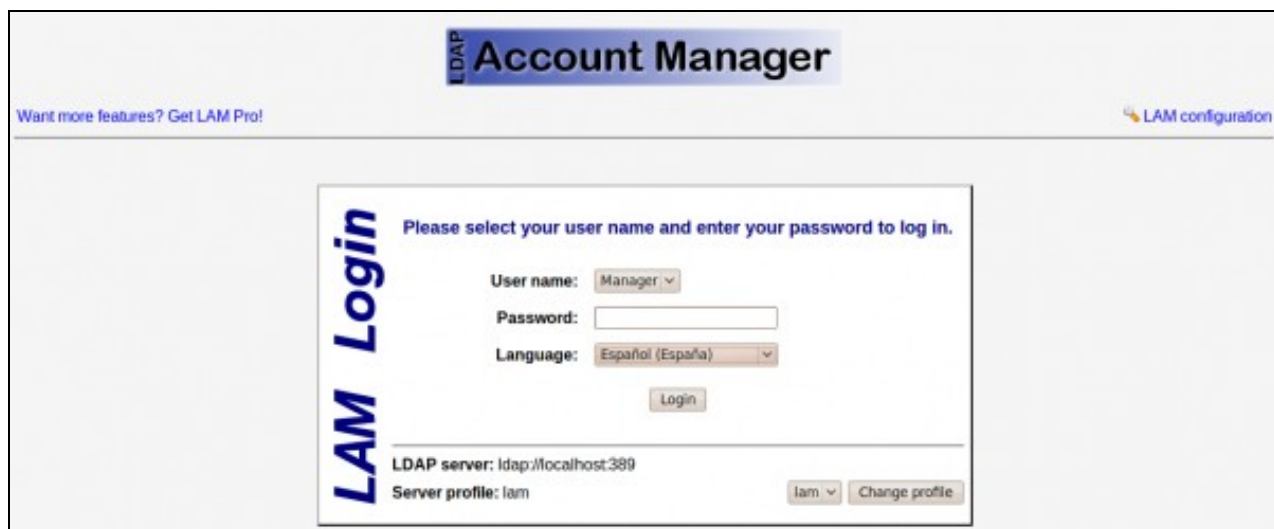 LDAP Account Manager
Want more features? Get LAM Pro!
LAM configuration
LAM Login
Please select your user name and enter your password to log in.
User name: Manager
Password:
Language: Español (España)
Login
LDAP server: ldap://localhost:389
Server profile: lam
lam Change profile